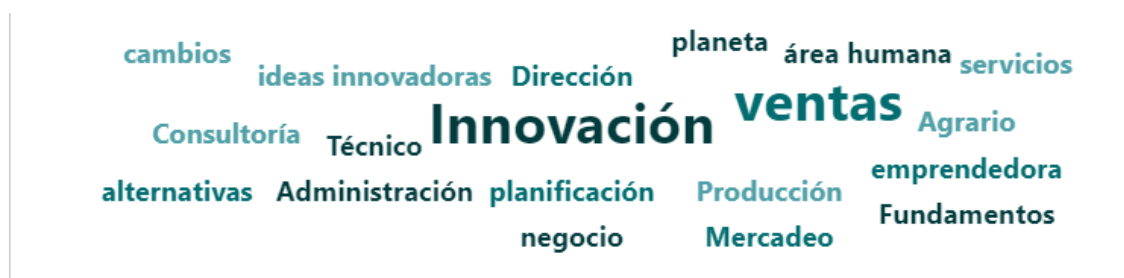 planeta
cambios área humana servicios
ideas innovadoras Dirección
ventas
Innovación Agrario
Consultoría Técnico
emprendedora
alternativas Administración planificación Producción
Fundamentos
negocio Mercadeo